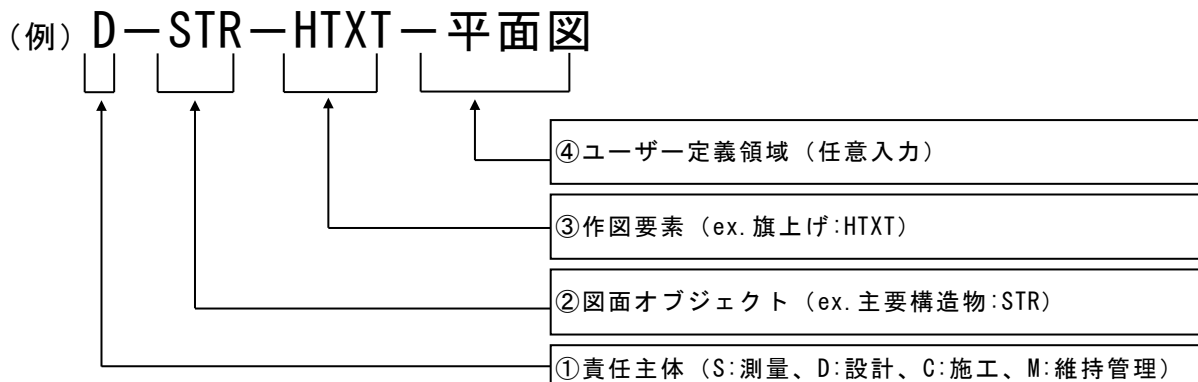 (例) D-STR-HTXT-平面図
④ユーザー定義領域（任意入力）
③作図要素（ex.旗上げ:HTXT）
②図面オブジェクト（ex.主要構造物:STR）
①責任主体（S:測量、D:設計、C:施工、M:維持管理）